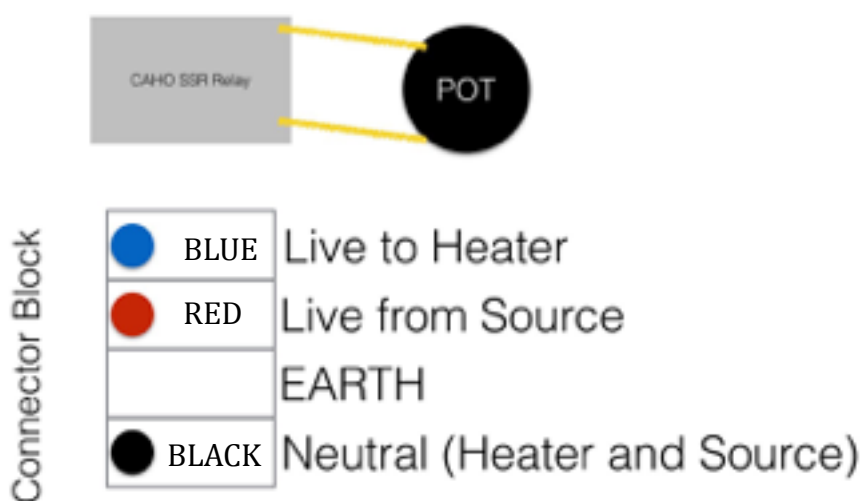 CAHO SSR Relay
POT
Connector Block
BLUE Live to Heater
RED Live from Source
EARTH
BLACK Neutral (Heater and Source)